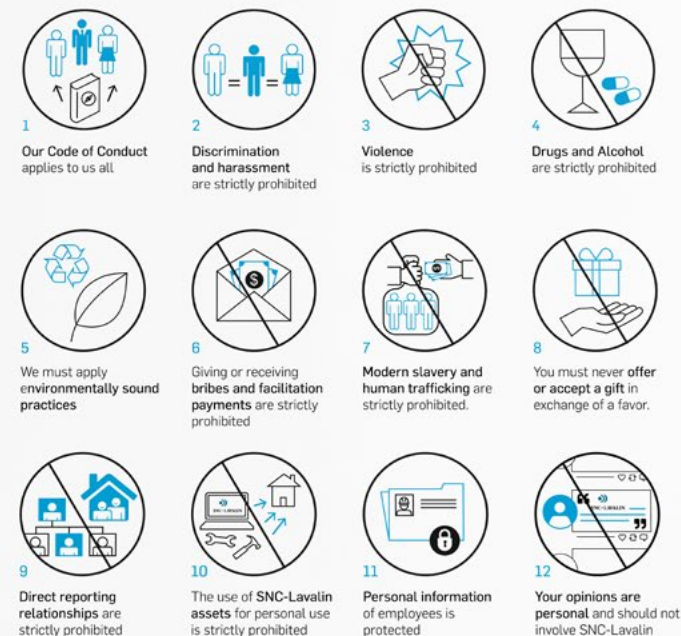 1
Our Code of Conduct
applies to us all
2
Discrimination
and harassment
are strictly prohibited
3
Violence
is strictly prohibited
4
Drugs and Alcohol
are strictly prohibited
5
We must apply
environmentally sound
practices
$
6
Giving or receiving
bribes and facilitation
payments are strictly
prohibited
7
Modern slavery and
human trafficking are
strictly prohibited.
8
You must never offer
or accept a gift in
exchange of a favor.
9
Direct reporting
relationships are
strictly prohibited
SNC • LAVALIN
10
The use of SNC-Lavalin
assets for personal use
is strictly prohibited
11
Personal information
of employees is
protected
SNC • LAVALIN
12
Your opinions are
personal and should not
involve SNC-Lavalin